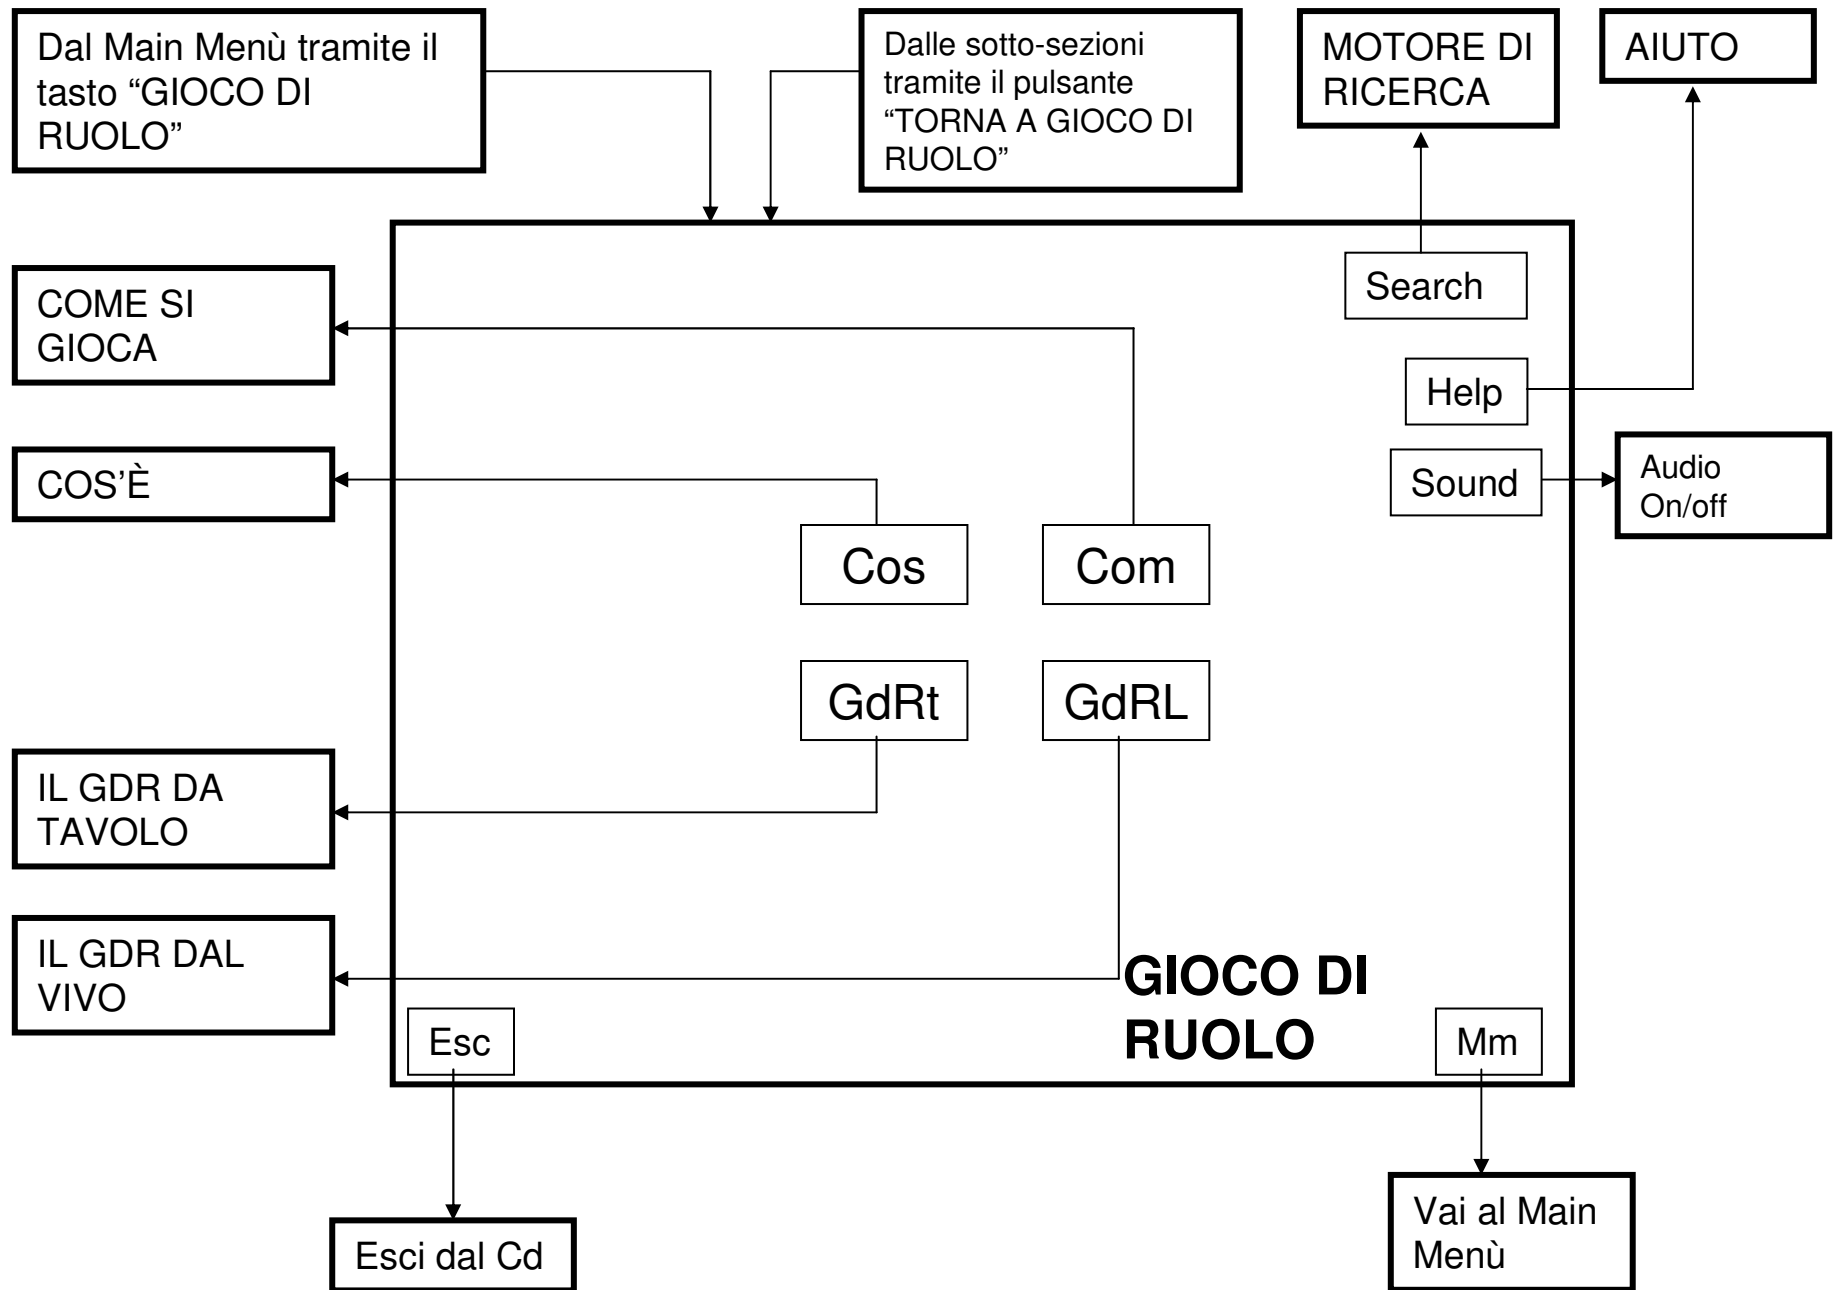 Dal Main Menù tramite il
tasto “GIOCO DI
RUOLO”
Dalle sotto-sezioni
tramite il pulsante
“TORNA A GIOCO DI
RUOLO”
MOTORE DI
RICERCA
AIUTO
Search
COME SI
GIOCA
Help
COS’È
Sound
Audio
On/off
Cos
Com
GdRt
GdRL
IL GDR DA
TAVOLO
IL GDR DAL
VIVO
GIOCO DI
RUOLO
Esc
Mm
Esci dal Cd
Vai al Main
Menù